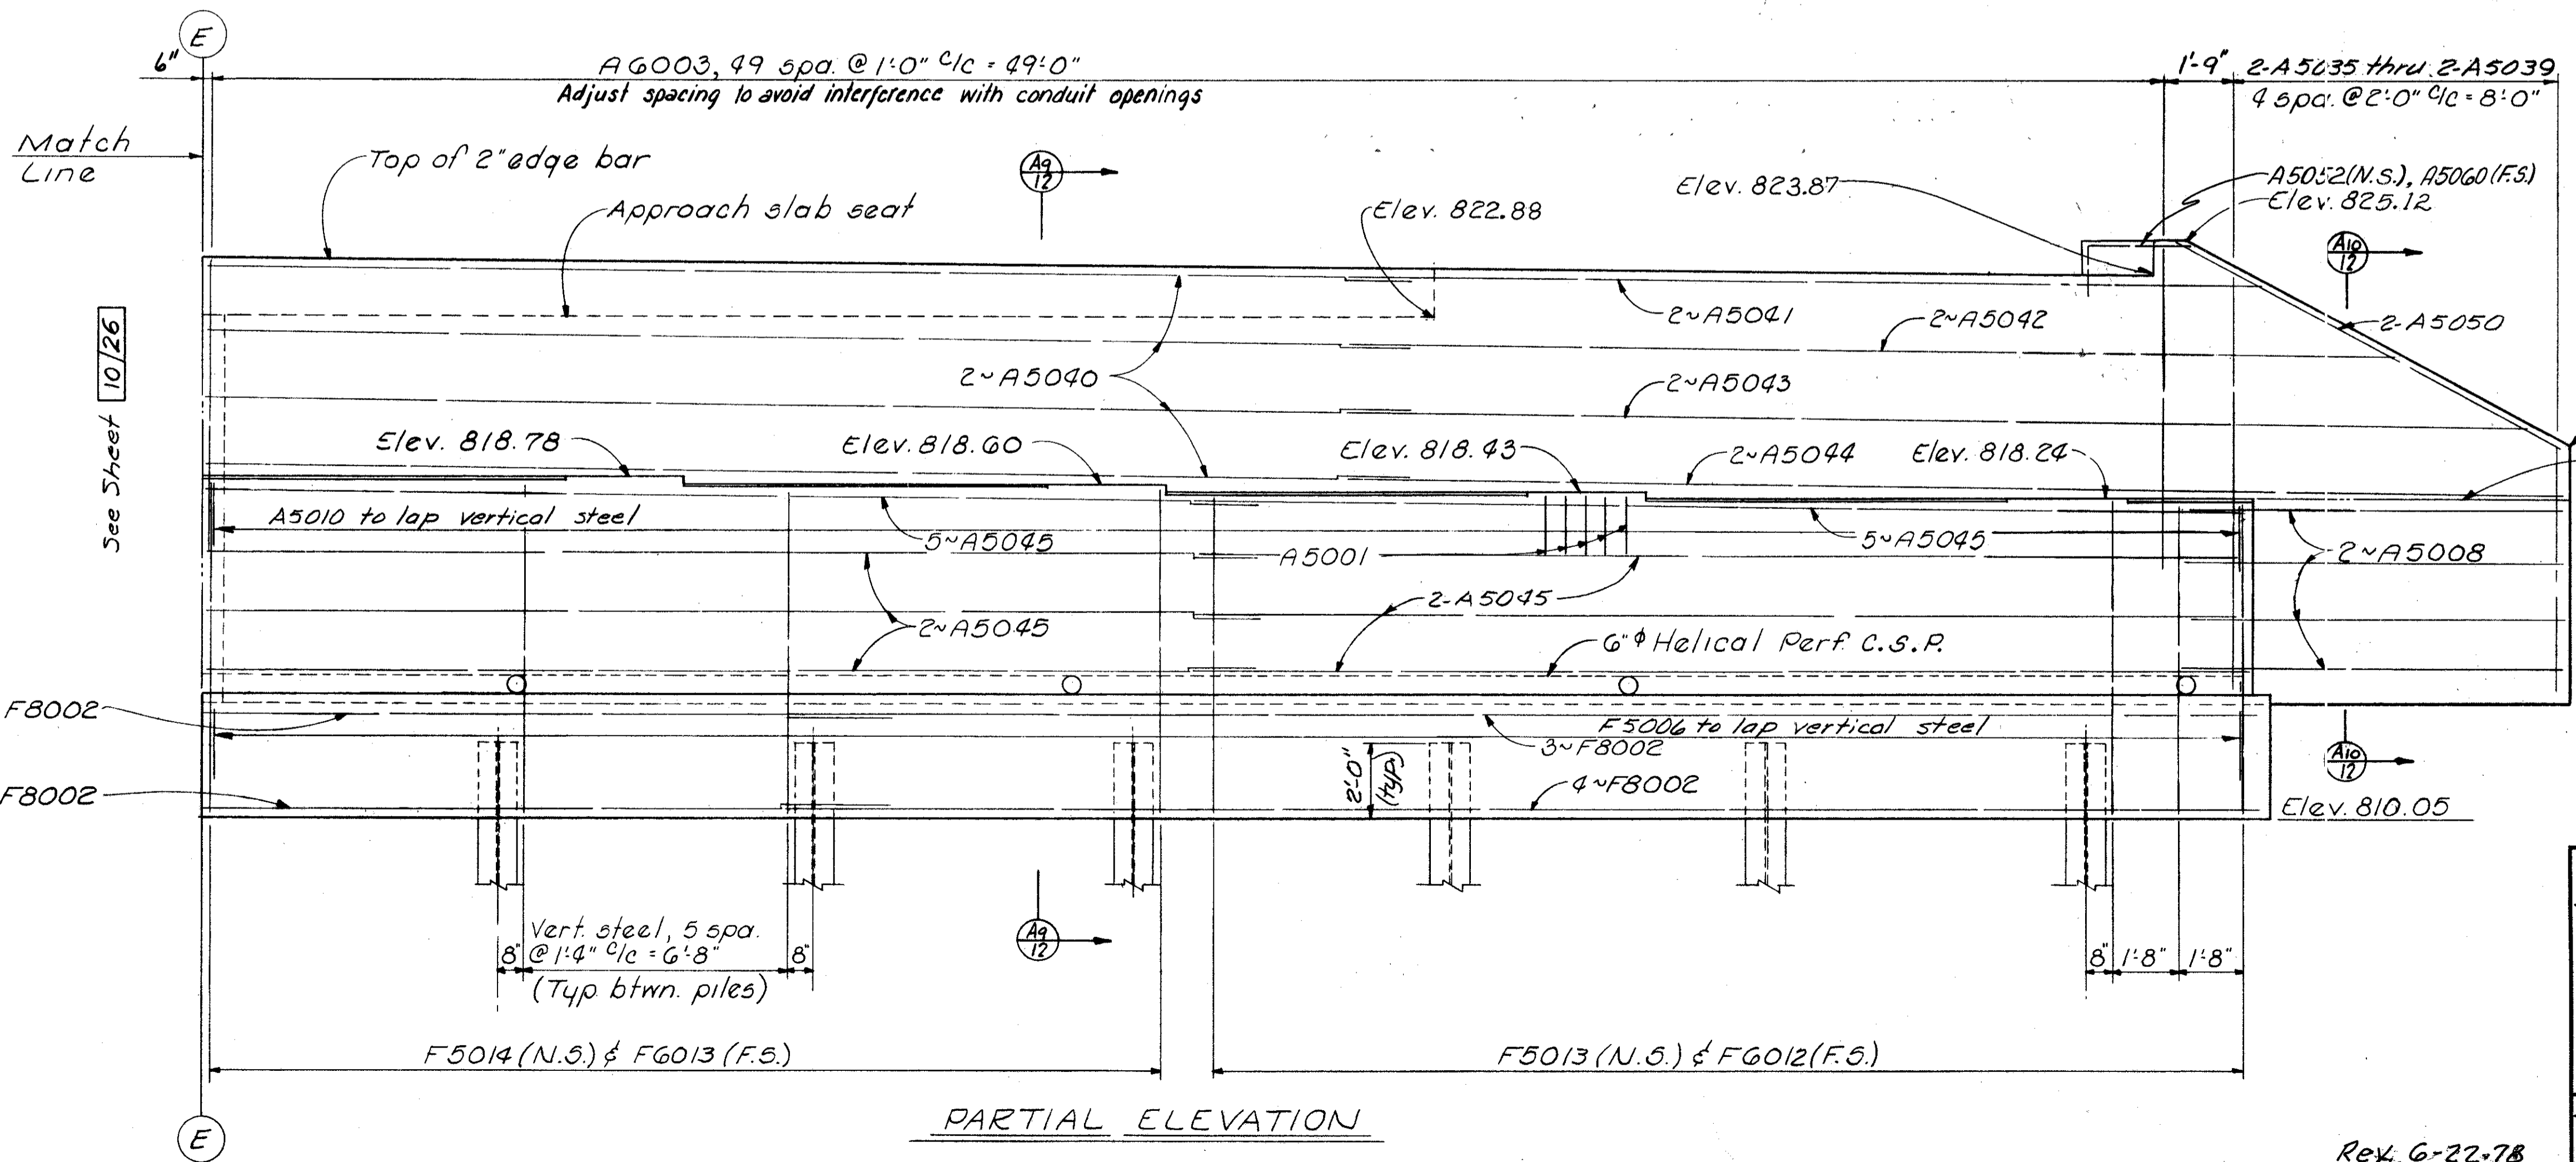 E
6"
A6003, 49 spa. @ 1'-0" c/c = 49'-0"
Adjust spacing to avoid interference with conduit openings
1'-9"
2-A5035 thru 2-A5039
4 spa. @ 2'-0" c/c = 8'-0"
Match
Line
Top of 2" edge bar
Approach slab seat
A9
12
Elev. 822.88
Elev. 823.87
A5052 (N.S.), A5060 (F.S.)
Elev. 825.12
A10
12
See Sheet 10/26
2~A5041
2~A5042
2-A5050
2~A5040
2~A5043
Elev. 818.78
Elev. 818.60
Elev. 818.43
2~A5044
Elev. 818.24
A5010 to lap vertical steel
5~A5045
A5001
5~A5045
2~A5008
2~A5045
2-A5045
6" ϕ Helical Perf. C.S.P.
F8002
F5006 to lap vertical steel
3~F8002
2'-0"
(typ.)
F8002
4~F8002
A10
12
Elev. 810.05
Vert. steel, 5 spa.
8" @ 1'-4" c/c = 6'-8" 8"
(Typ. btwn. piles)
A9
12
8" 1'-8" 1'-8"
F5014 (N.S.) & F6013 (F.S.)
F5013 (N.S.) & F6012 (F.S.)
E
PARTIAL ELEVATION
Rev. 6-22-78